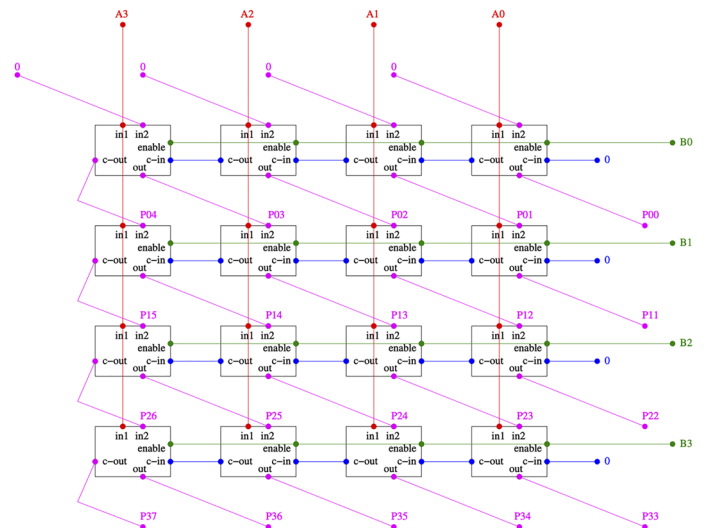 A3 A2 A1 A0
0 0 0 0
in1 in2 in1 in2 in1 in2 in1 in2
enable enable enable enable B0
c−out c−in c−out c−in c−out c−in c−out c−in 0
out out out out
P04 P03 P02 P01 P00
in1 in2 in1 in2 in1 in2 in1 in2
enable enable enable enable B1
c−out c−in c−out c−in c−out c−in c−out c−in 0
out out out out
P15 P14 P13 P12 P11
in1 in2 in1 in2 in1 in2 in1 in2
enable enable enable enable B2
c−out c−in c−out c−in c−out c−in c−out c−in 0
out out out out
P26 P25 P24 P23 P22
in1 in2 in1 in2 in1 in2 in1 in2
enable enable enable enable B3
c−out c−in c−out c−in c−out c−in c−out c−in 0
out out out out
P37 P36 P35 P34 P33